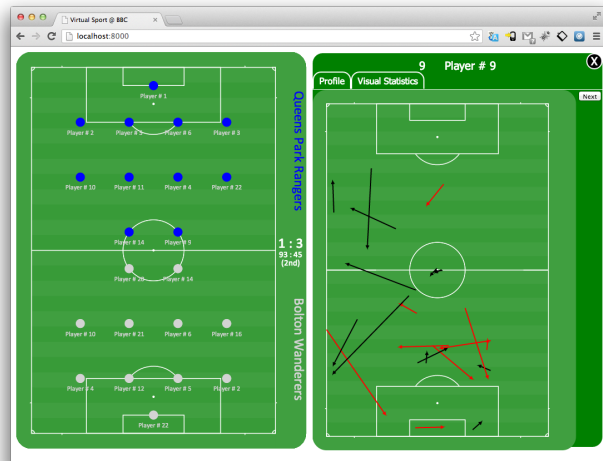 Virtual Sport @ BBC
localhost:8000
Player # 1
Player # 2
Player # 5
Player # 6
Player # 3
Player # 10
Player # 11
Player # 4
Player # 22
Player # 14
Player # 9
Player # 20
Player # 14
Player # 10
Player # 21
Player # 6
Player # 16
Player # 4
Player # 12
Player # 5
Player # 2
Player # 22
Queens Park Rangers
1 : 3
93 : 45
(2nd)
Bolton Wanderers
9 Player # 9
X
Profile
Visual Statistics
Next